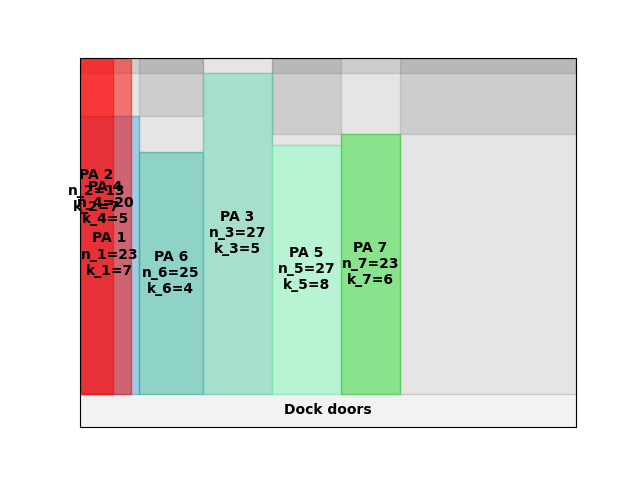 PA 2
n_2=13
k_2=7
PA 4
n_4=20
k_4=5
PA 1
n_1=23
k_1=7
PA 6
n_6=25
k_6=4
PA 3
n_3=27
k_3=5
PA 5
n_5=27
k_5=8
PA 7
n_7=23
k_7=6
Dock doors